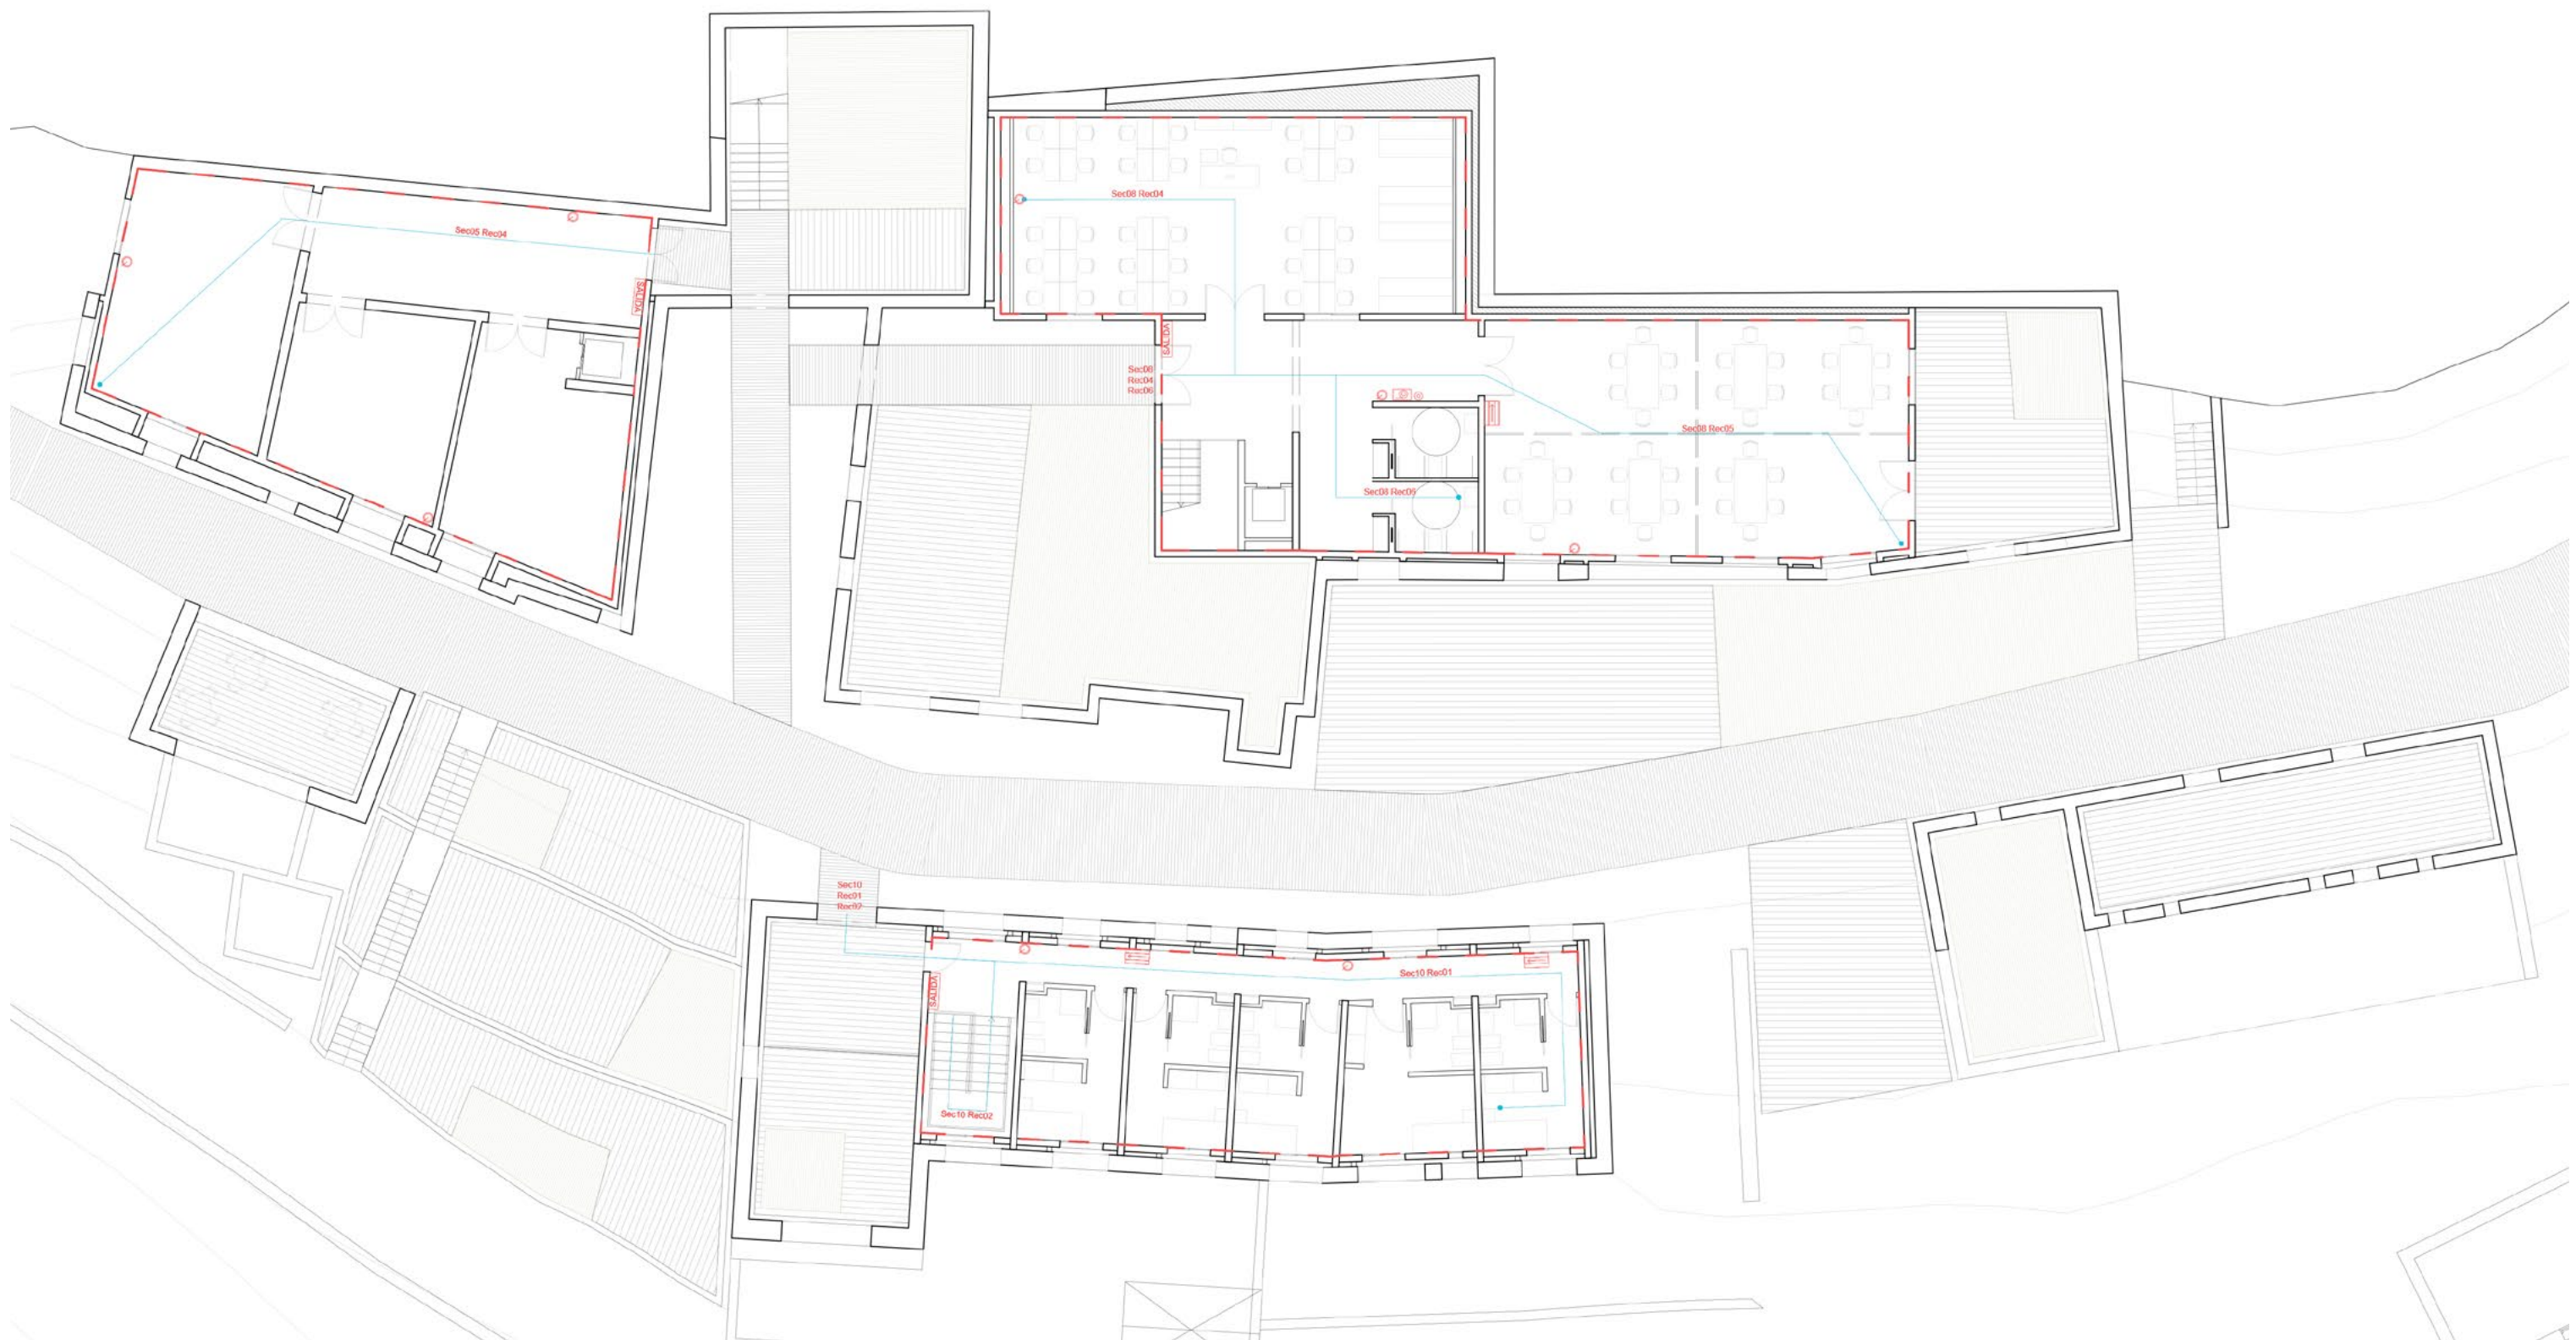 Sec08 Rec04
Sec05 Rec04
SALIDA
SALIDA
Sec08
Rec04
Rec06
Sec08 Rec05
Sec08 Rec06
Sec10
Rec01
Rec02
Sec10 Rec01
SALIDA
Sec10 Rec02